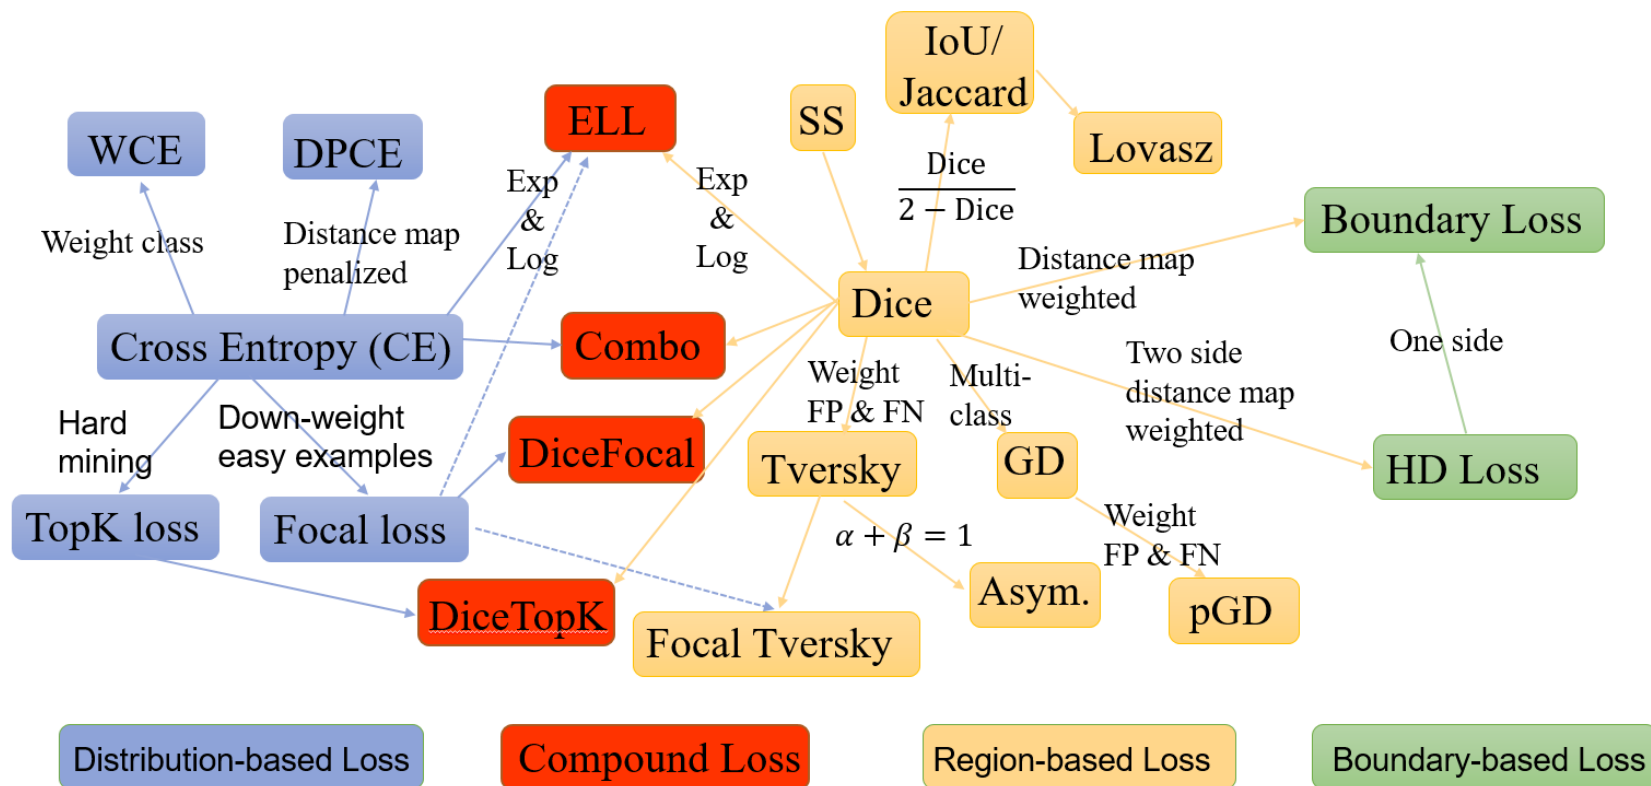 IoU/
Jaccard
ELL
SS
WCE
DPCE
Lovasz
Dice
2 − Dice
Exp
&
Log
Exp
&
Log
Boundary Loss
Weight class
Distance map
penalized
Distance map
weighted
Dice
Cross Entropy (CE)
Combo
One side
Two side
distance map
weighted
Weight
FP & FN
Multi-
class
Hard
mining
Down-weight
easy examples
DiceFocal
Tversky
GD
HD Loss
TopK loss
Focal loss
α + β = 1
Weight
FP & FN
DiceTopK
Focal Tversky
Asym.
pGD
Distribution-based Loss
Compound Loss
Region-based Loss
Boundary-based Loss